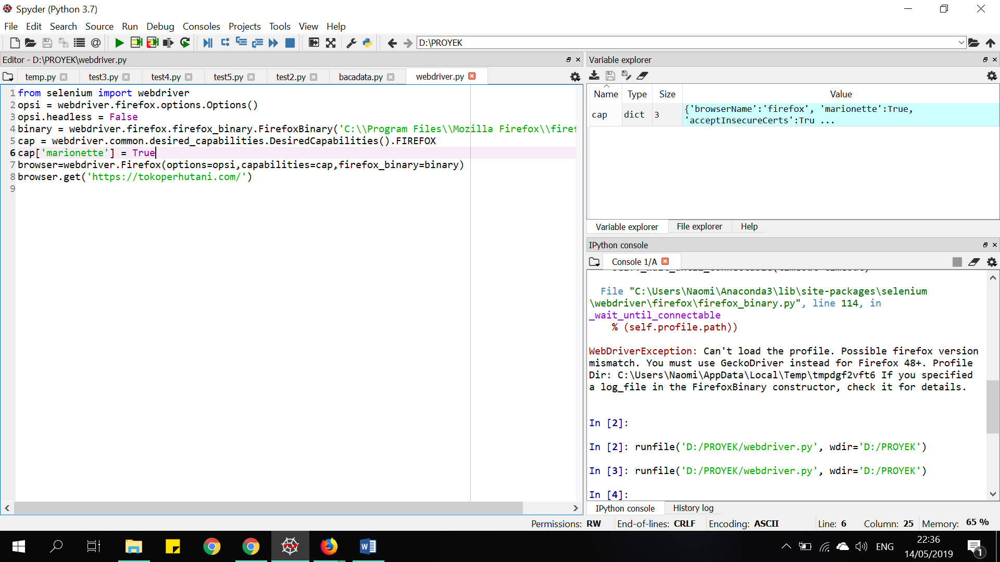 Spyder (Python 3.7)
File Edit Search Source Run Debug Consoles Projects Tools View Help
D:\PROYEK
Editor - D:\PROYEK\webdriver.py
temp.py test3.py test4.py test5.py test2.py bacadata.py webdriver.py
1 from selenium import webdriver
2 opsi = webdriver.firefox.options.Options()
3 opsi.headless = False
4 binary = webdriver.firefox.firefox_binary.FirefoxBinary('C:\\Program Files\\Mozilla Firefox\\firef
5 cap = webdriver.common.desired_capabilities.DesiredCapabilities().FIREFOX
6 cap['marionette'] = True
7 browser=webdriver.Firefox(options=opsi,capabilities=cap,firefox_binary=binary)
8 browser.get('https://tokoperhutani.com/')
9
Variable explorer
Name Type Size Value
cap dict 3 {'browserName':'firefox', 'marionette':True,
'acceptInsecureCerts':Tru ...
Variable explorer File explorer Help
IPython console
Console 1/A
File "C:\Users\Naomi\Anaconda3\lib\site-packages\selenium
\webdriver\firefox\firefox_binary.py", line 114, in
_wait_until_connectable
% (self.profile.path))
WebDriverException: Can't load the profile. Possible firefox version
mismatch. You must use GeckoDriver instead for Firefox 48+. Profile
Dir: C:\Users\Naomi\AppData\Local\Temp\tmpdgf2vft6 If you specified
a log_file in the FirefoxBinary constructor, check it for details.
In [2]:
In [2]: runfile('D:/PROYEK/webdriver.py', wdir='D:/PROYEK')
In [3]: runfile('D:/PROYEK/webdriver.py', wdir='D:/PROYEK')
In [4]:
IPython console History log
Permissions: RW End-of-lines: CRLF Encoding: ASCII Line: 6 Column: 25 Memory: 65 %
ENG
22:36
14/05/2019
1